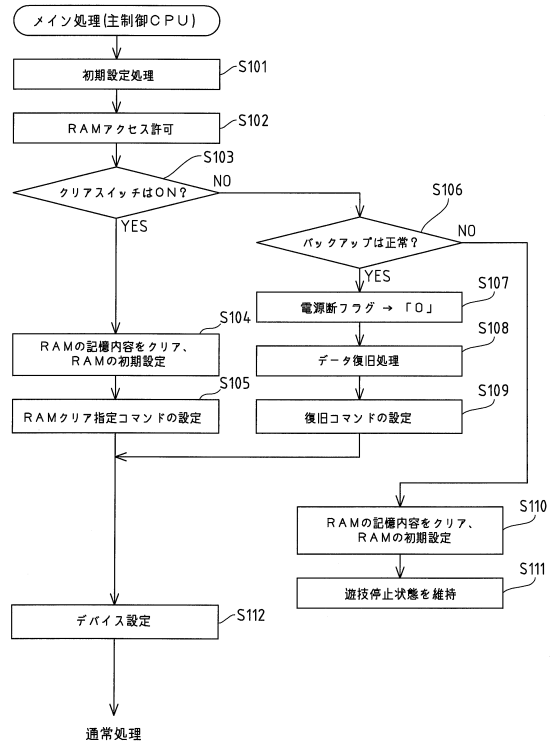 メイン処理(主制御CPU)
初期設定処理
S101
RAMアクセス許可
S102
クリアスイッチはON?
S103
NO
YES
バックアップは正常?
S106
NO
YES
電源断フラグ → 「0」
S107
RAMの記憶内容をクリア、
RAMの初期設定
S104
データ復旧処理
S108
RAMクリア指定コマンドの設定
S105
復旧コマンドの設定
S109
RAMの記憶内容をクリア、
RAMの初期設定
S110
遊技停止状態を維持
S111
デバイス設定
S112
通常処理